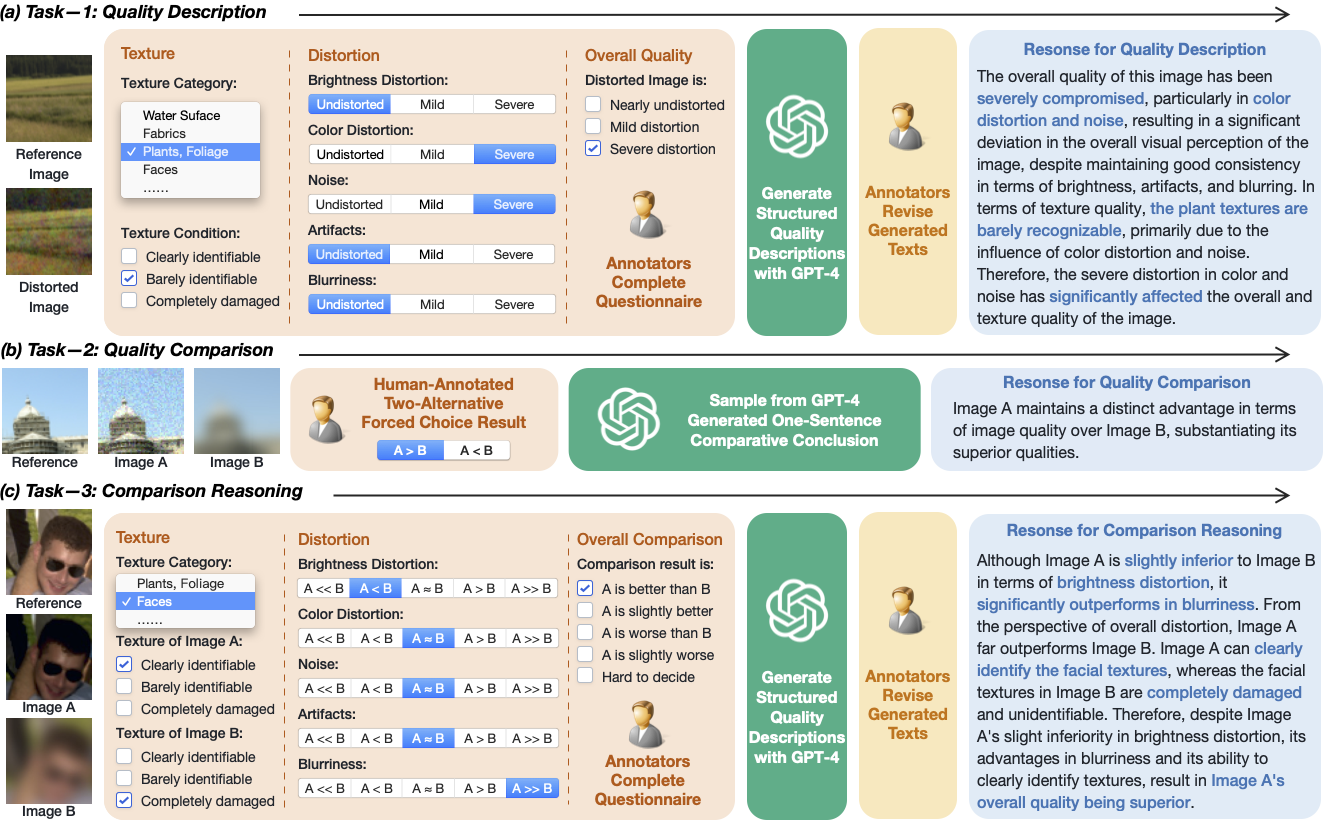 (a) Task—1: Quality Description
Reference
Image
Distorted
Image
Texture
Texture Category:
Water Suface
Fabrics
✓ Plants, Foliage
Faces
......
Texture Condition:
Clearly identifiable
Barely identifiable
Completely damaged
Distortion
Brightness Distortion:
Undistorted Mild Severe
Color Distortion:
Undistorted Mild Severe
Noise:
Undistorted Mild Severe
Artifacts:
Undistorted Mild Severe
Blurriness:
Undistorted Mild Severe
Overall Quality
Distorted Image is:
Nearly undistorted
Mild distortion
Severe distortion
Annotators
Complete
Questionnaire
Generate
Structured
Quality
Descriptions
with GPT-4
Annotators
Revise
Generated
Texts
Resonse for Quality Description
The overall quality of this image has been
severely compromised, particularly in color
distortion and noise, resulting in a significant
deviation in the overall visual perception of the
image, despite maintaining good consistency
in terms of brightness, artifacts, and blurring. In
terms of texture quality, the plant textures are
barely recognizable, primarily due to the
influence of color distortion and noise.
Therefore, the severe distortion in color and
noise has significantly affected the overall and
texture quality of the image.
(b) Task—2: Quality Comparison
Reference
Image A
Image B
Human-Annotated
Two-Alternative
Forced Choice Result
A > B A < B
Sample from GPT-4
Generated One-Sentence
Comparative Conclusion
Resonse for Quality Comparison
Image A maintains a distinct advantage in terms
of image quality over Image B, substantiating its
superior qualities.
(c) Task—3: Comparison Reasoning
Reference
Image A
Image B
Texture
Texture Category:
Plants, Foliage
✓ Faces
......
Texture of Image A:
Clearly identifiable
Barely identifiable
Completely damaged
Texture of Image B:
Clearly identifiable
Barely identifiable
Completely damaged
Distortion
Brightness Distortion:
A << B A < B A ≈ B A > B A >> B
Color Distortion:
A << B A < B A ≈ B A > B A >> B
Noise:
A << B A < B A ≈ B A > B A >> B
Artifacts:
A << B A < B A ≈ B A > B A >> B
Blurriness:
A << B A < B A ≈ B A > B A >> B
Overall Comparison
Comparison result is:
A is better than B
A is slightly better
A is worse than B
A is slightly worse
Hard to decide
Annotators
Complete
Questionnaire
Generate
Structured
Quality
Descriptions
with GPT-4
Annotators
Revise
Generated
Texts
Resonse for Comparison Reasoning
Although Image A is slightly inferior to Image B
in terms of brightness distortion, it
significantly outperforms in blurriness. From
the perspective of overall distortion, Image A
far outperforms Image B. Image A can clearly
identify the facial textures, whereas the facial
textures in Image B are completely damaged
and unidentifiable. Therefore, despite Image
A's slight inferiority in brightness distortion, its
advantages in blurriness and its ability to
clearly identify textures, result in Image A's
overall quality being superior.